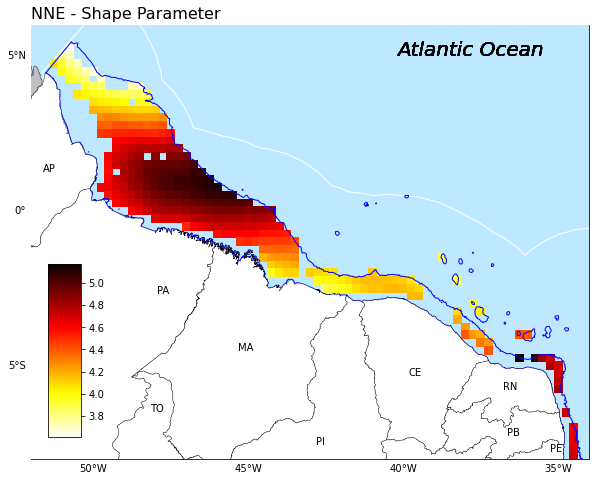 NNE - Shape Parameter
Atlantic Ocean
5°N
0°
5°S
AP
PA
MA
CE
RN
TO
PI
PB
PE
5.0
4.8
4.6
4.4
4.2
4.0
3.8
50°W
45°W
40°W
35°W